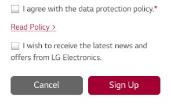 I agree with the data protection policy.*
Read Policy >
I wish to receive the latest news and
offers from LG Electronics.
Cancel
Sign Up